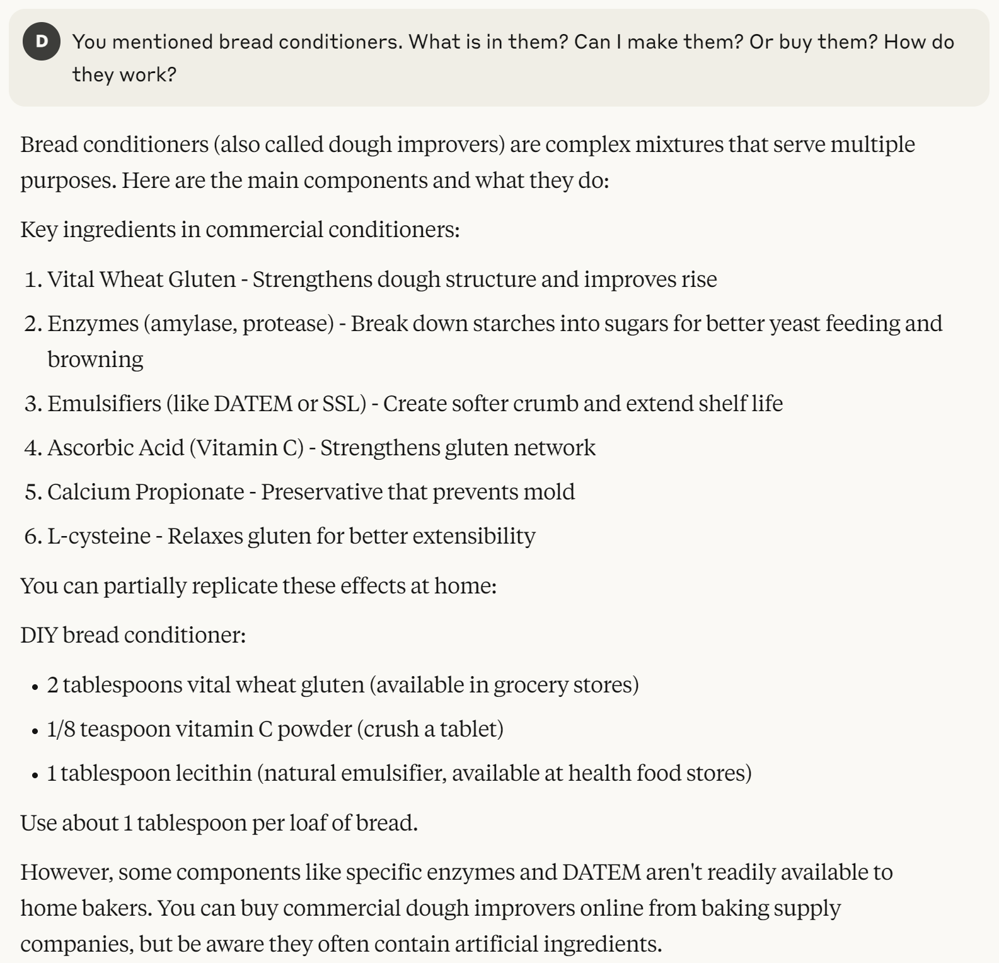 D
You mentioned bread conditioners. What is in them? Can I make them? Or buy them? How do
they work?
Bread conditioners (also called dough improvers) are complex mixtures that serve multiple
purposes. Here are the main components and what they do:
Key ingredients in commercial conditioners:
1. Vital Wheat Gluten - Strengthens dough structure and improves rise
2. Enzymes (amylase, protease) - Break down starches into sugars for better yeast feeding and
browning
3. Emulsifiers (like DATEM or SSL) - Create softer crumb and extend shelf life
4. Ascorbic Acid (Vitamin C) - Strengthens gluten network
5. Calcium Propionate - Preservative that prevents mold
6. L-cysteine - Relaxes gluten for better extensibility
You can partially replicate these effects at home:
DIY bread conditioner:
• 2 tablespoons vital wheat gluten (available in grocery stores)
• 1/8 teaspoon vitamin C powder (crush a tablet)
• 1 tablespoon lecithin (natural emulsifier, available at health food stores)
Use about 1 tablespoon per loaf of bread.
However, some components like specific enzymes and DATEM aren't readily available to
home bakers. You can buy commercial dough improvers online from baking supply
companies, but be aware they often contain artificial ingredients.